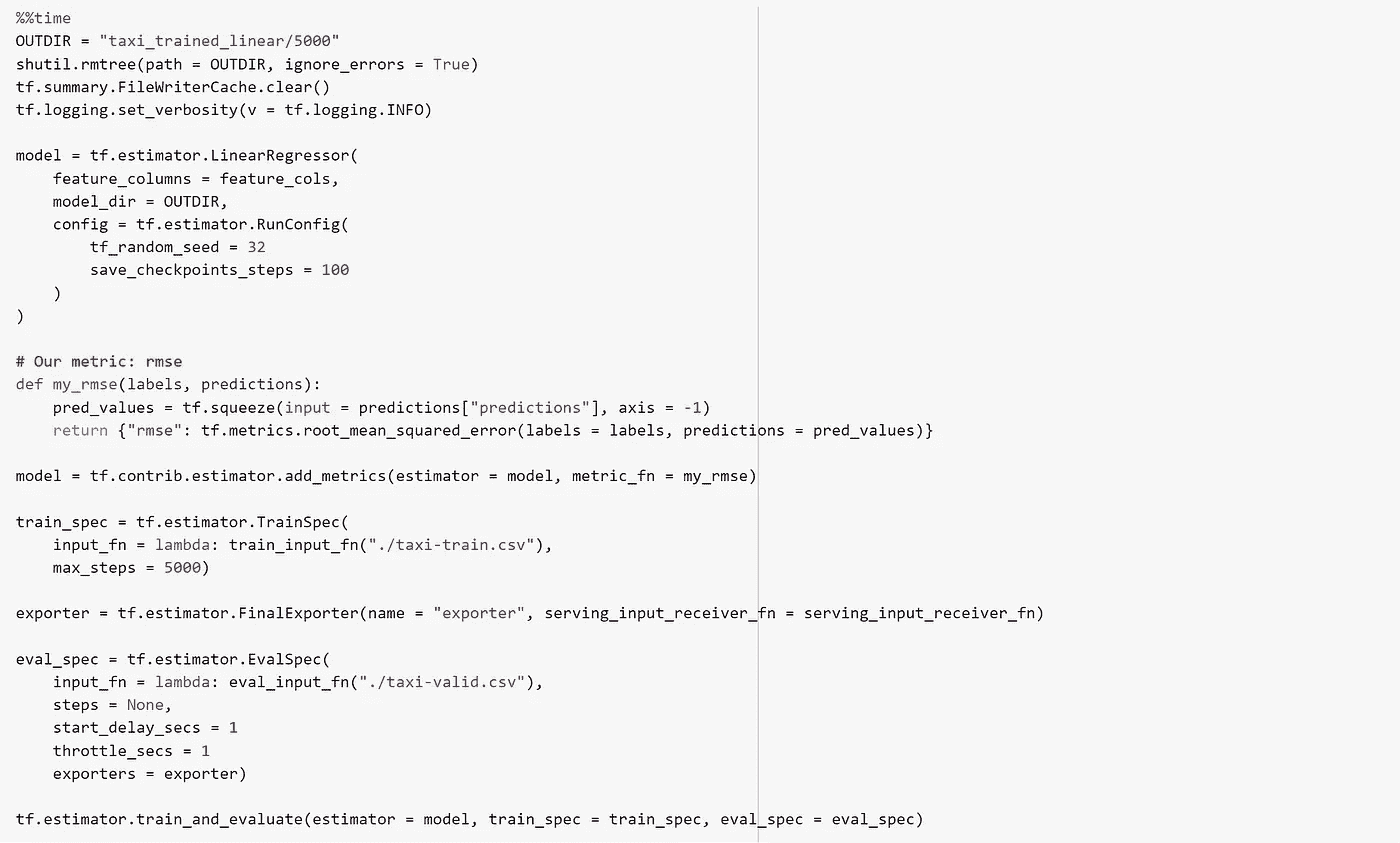 %%time
OUTDIR = "taxi_trained_linear/5000"
shutil.rmtree(path = OUTDIR, ignore_errors = True)
tf.summary.FileWriterCache.clear()
tf.logging.set_verbosity(v = tf.logging.INFO)

model = tf.estimator.LinearRegressor(
    feature_columns = feature_cols,
    model_dir = OUTDIR,
    config = tf.estimator.RunConfig(
        tf_random_seed = 32
        save_checkpoints_steps = 100
    )
)

# Our metric: rmse
def my_rmse(labels, predictions):
    pred_values = tf.squeeze(input = predictions["predictions"], axis = -1)
    return {"rmse": tf.metrics.root_mean_squared_error(labels = labels, predictions = pred_values)}

model = tf.contrib.estimator.add_metrics(estimator = model, metric_fn = my_rmse)

train_spec = tf.estimator.TrainSpec(
    input_fn = lambda: train_input_fn("./taxi-train.csv"),
    max_steps = 5000)

exporter = tf.estimator.FinalExporter(name = "exporter", serving_input_receiver_fn = serving_input_receiver_fn)

eval_spec = tf.estimator.EvalSpec(
    input_fn = lambda: eval_input_fn("./taxi-valid.csv"),
    steps = None,
    start_delay_secs = 1
    throttle_secs = 1
    exporters = exporter)

tf.estimator.train_and_evaluate(estimator = model, train_spec = train_spec, eval_spec = eval_spec)